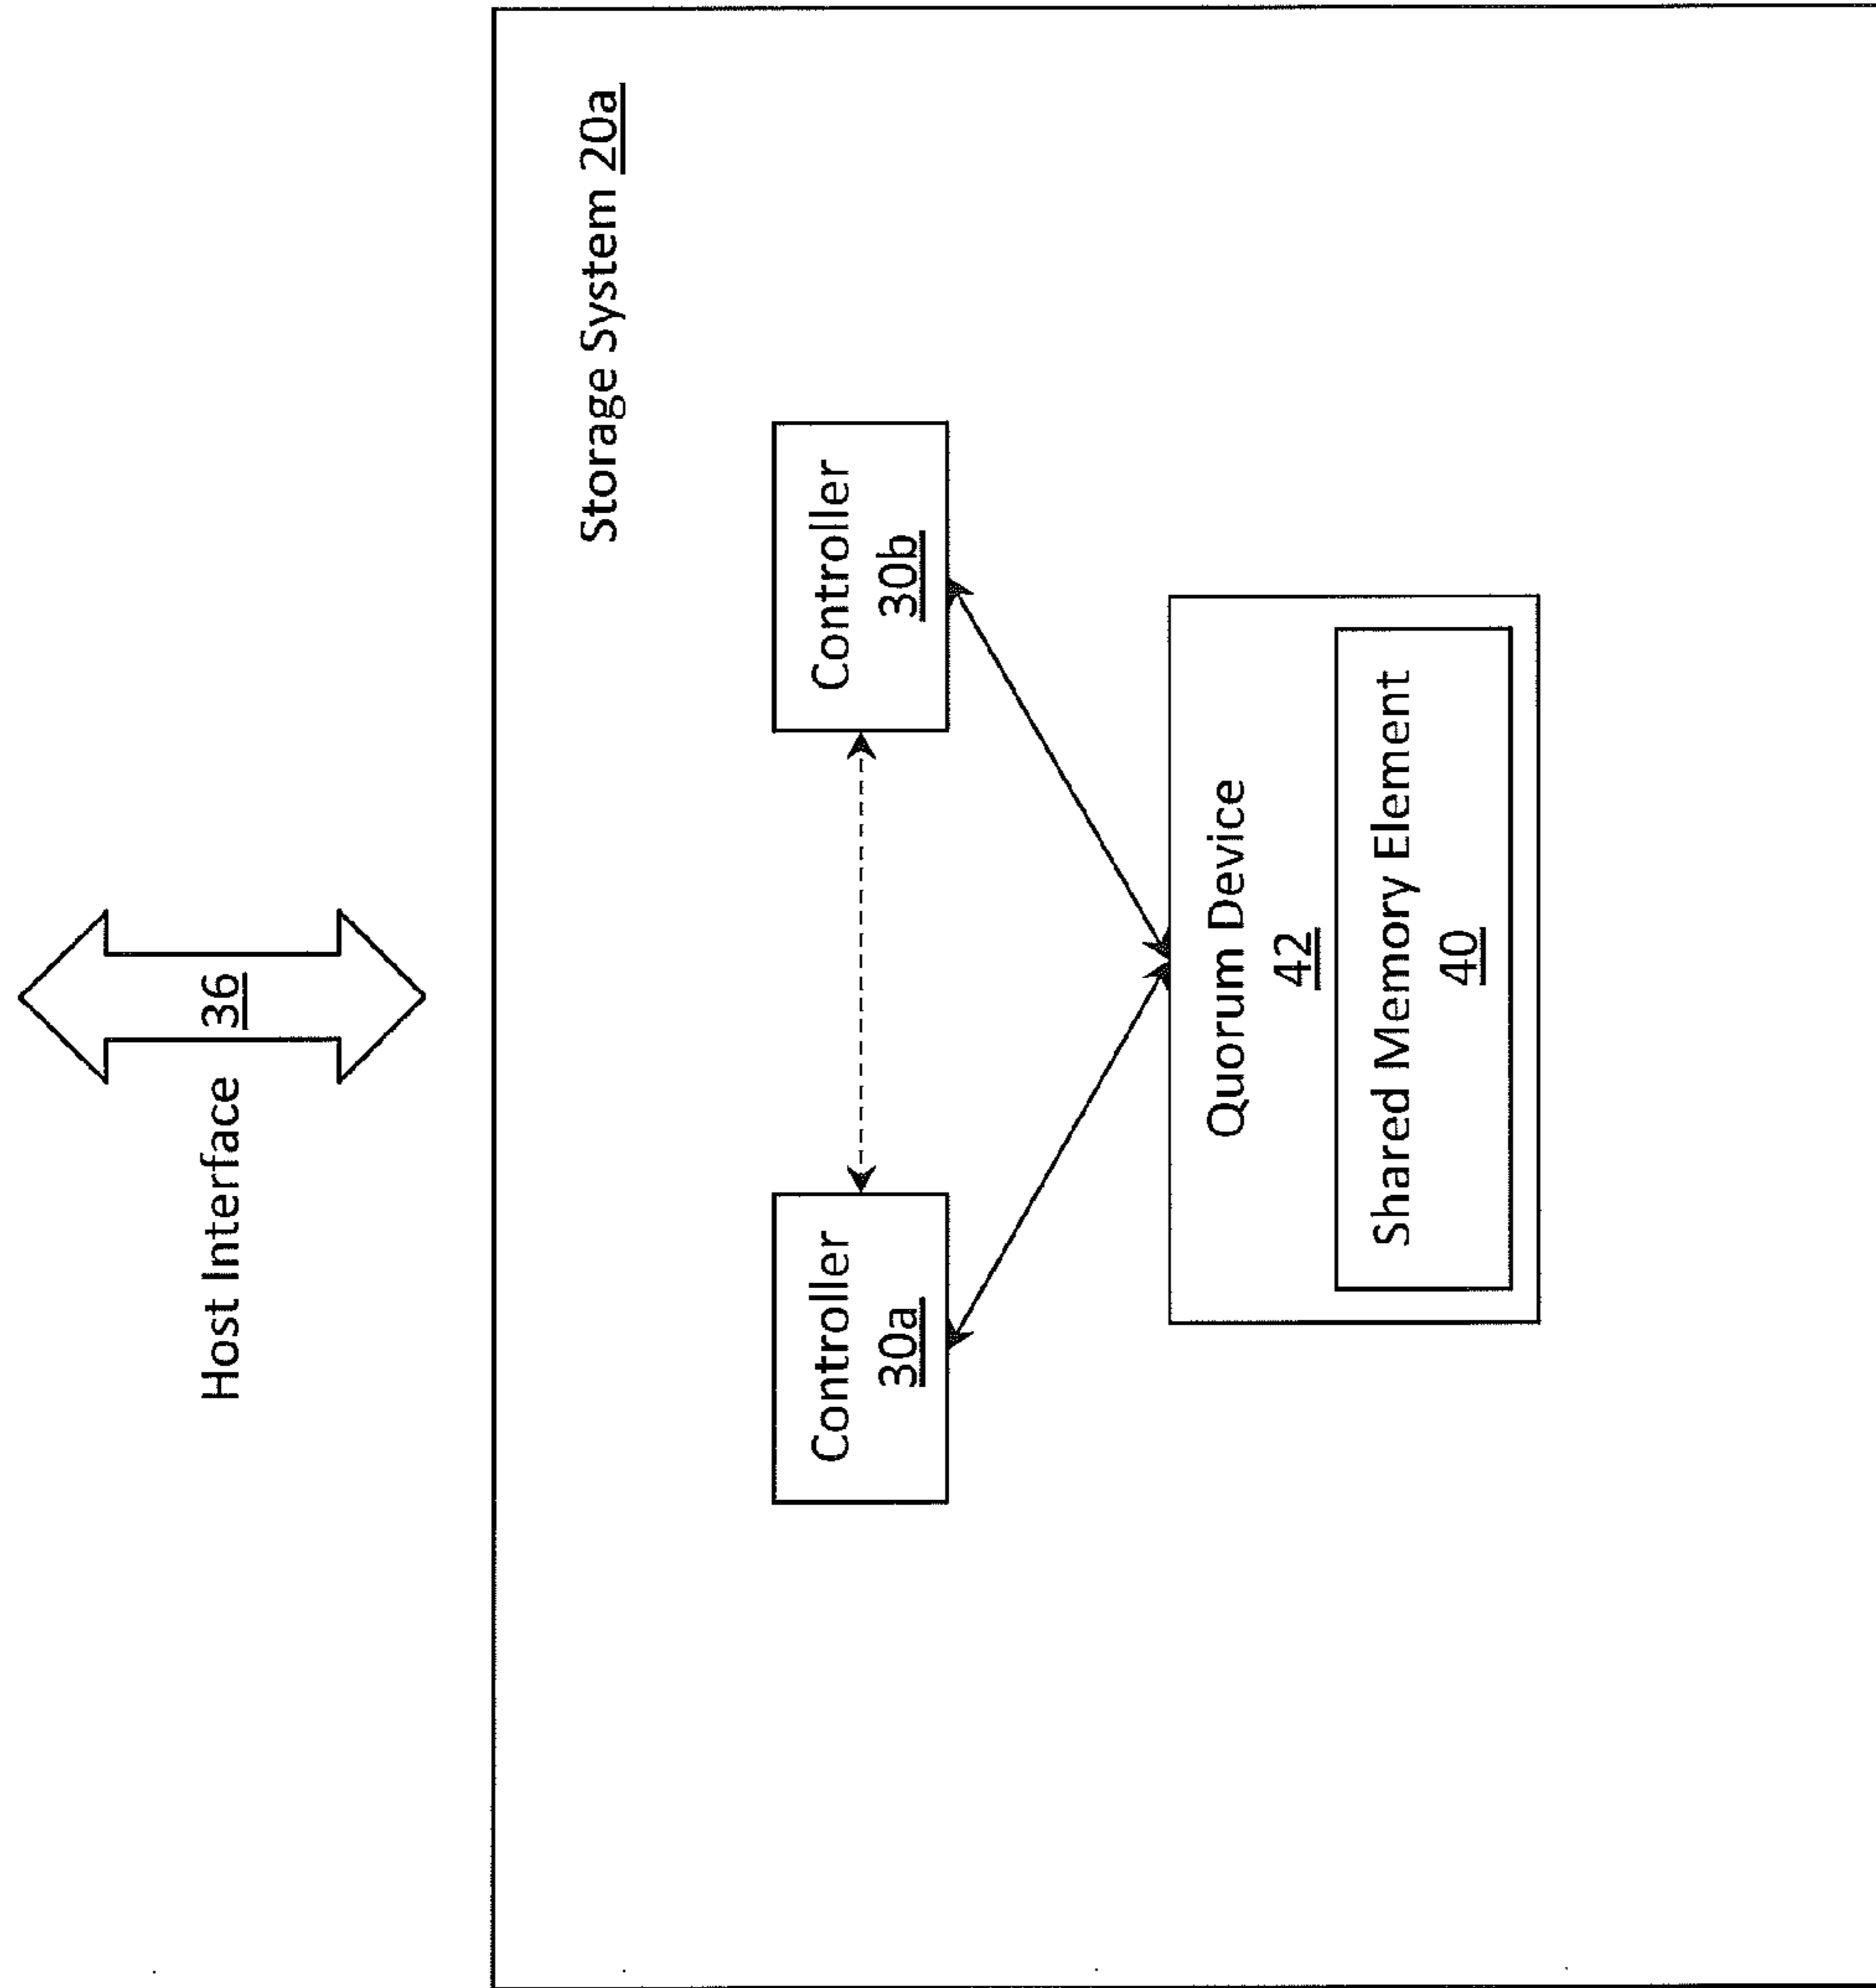 Host Interface
36
Storage System 20a
Controller
30a
Controller
30b
Quorum Device
42
Shared Memory Element
40